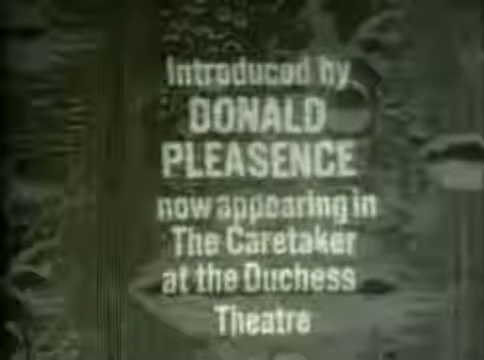 Introduced by
DONALD
PLEASENCE
now appearing in
The Caretaker
at the Duchess
Theatre